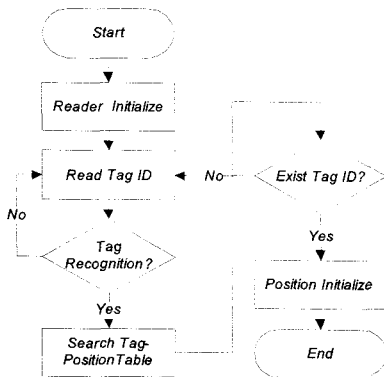 Start
Reader Initialize
Read Tag ID
No
Exist Tag ID?
No
Tag
Recognition?
Yes
Yes
Position Initialize
Search Tag-
PositionTable
End